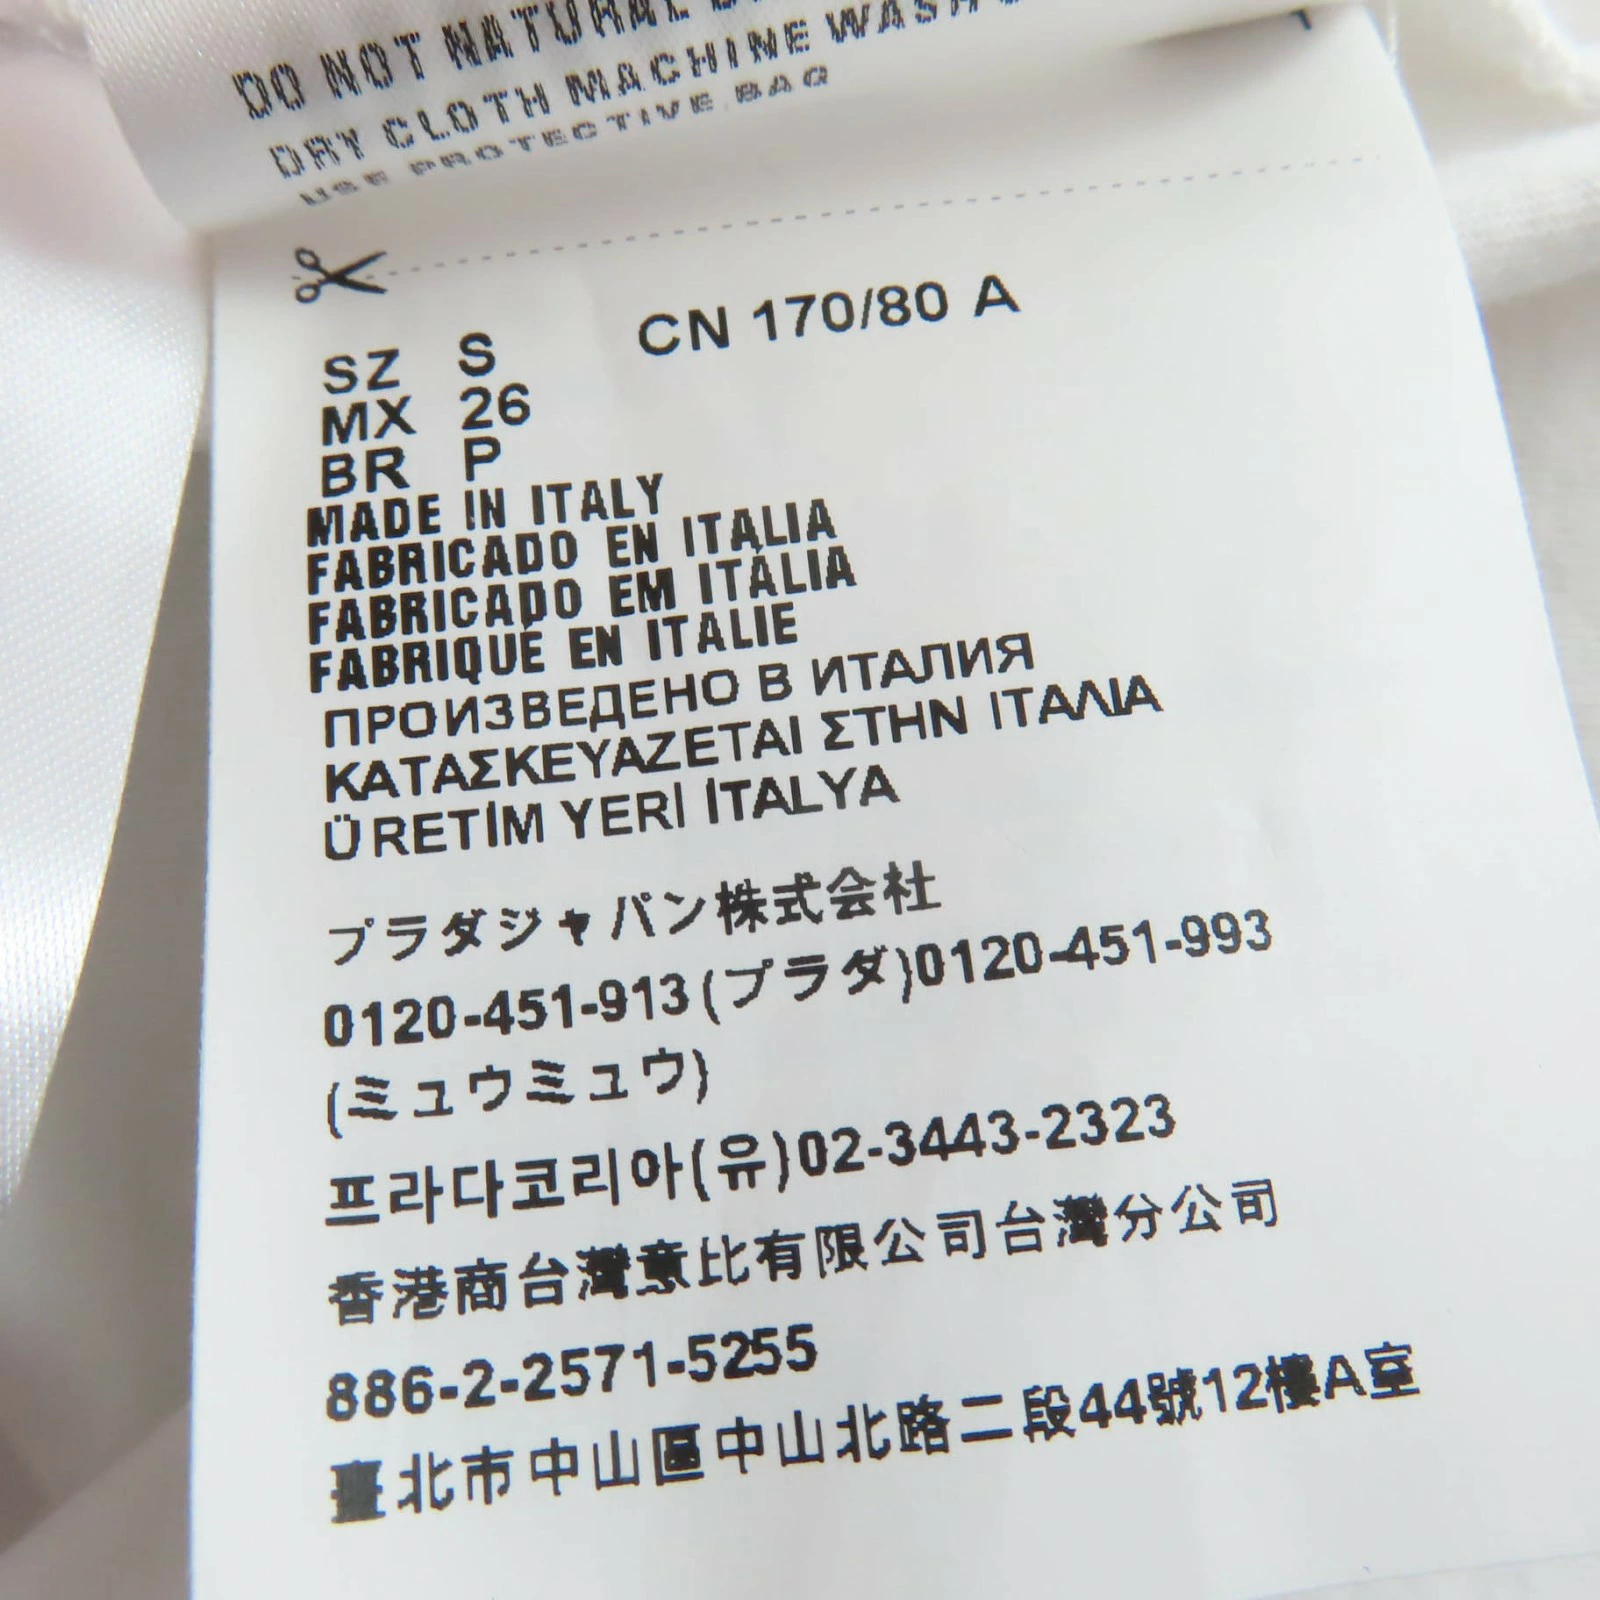 DO NOT NATURAL
DRY CLOTH MACHINE WASH
USE PROTECTIVE BAG
CN 170/80 A
SZ S
MX 26
BR P
MADE IN ITALY
FABRICADO EN ITALIA
FABRICADO EM ITÁLIA
FABRIQUÉ EN ITALIE
ПРОИЗВЕДЕНО В ИТАЛИЯ
ΚΑΤΑΣΚΕΥΑΖΕΤΑΙ ΣΤΗΝ ΙΤΑΛΙΑ
ÜRETİM YERİ İTALYA
プラダジャパン株式会社
0120-451-913(プラダ)0120-451-993
(ミュウミュウ)
프라다코리아(유)02-3443-2323
香港商台灣意比有限公司台灣分公司
886-2-2571-5255
臺北市中山區中山北路二段44號12樓A室